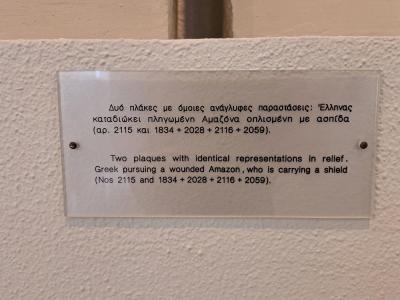 Δυό πλάκες με όμοιες ανάγλυφες παραστάσεις: Έλληνας
καταδιώκει πληγωμένη Αμαζόνα οπλισμένη με ασπίδα
(αρ. 2115 και 1834 + 2028 + 2116 + 2059).
Two plaques with identical representations in relief.
Greek pursuing a wounded Amazon, who is carrying a shield
(Nos 2115 and 1834 + 2028 + 2116 + 2059).